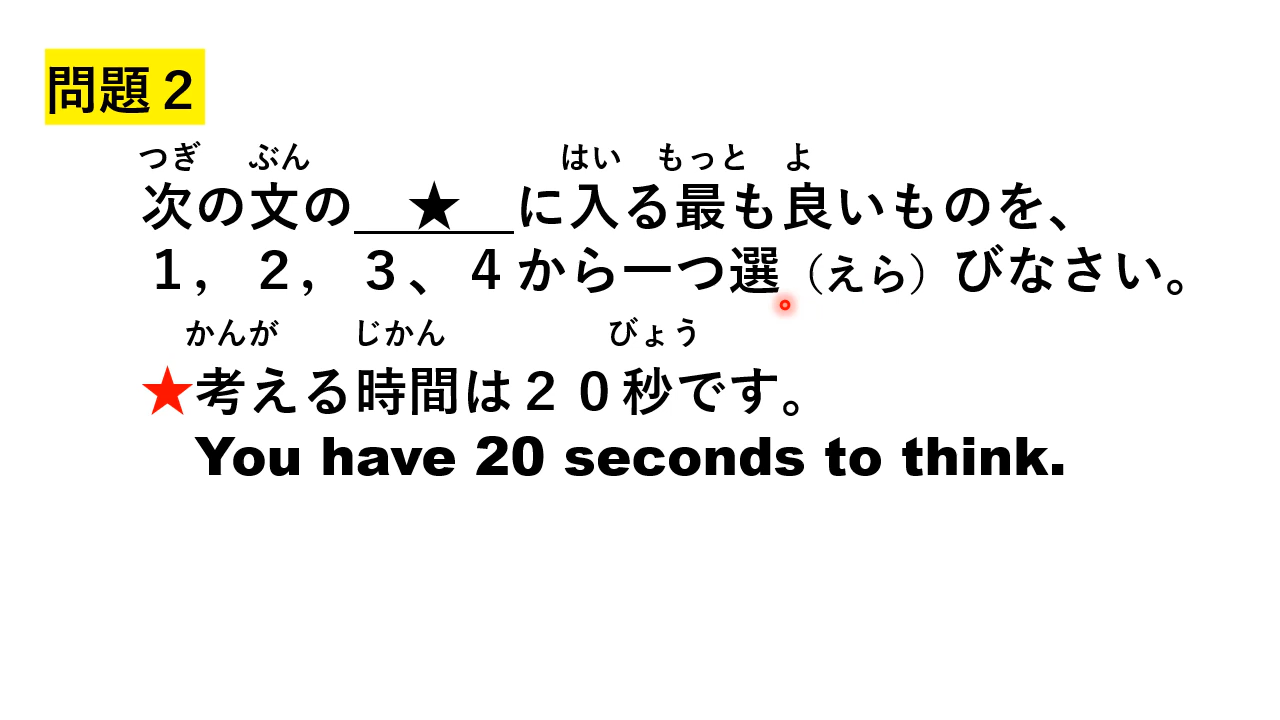 問題２
つぎ ぶん はい もっと よ
次の文の＿★＿に入る最も良いものを、
１，２，３、４から一つ選（えら）びなさい。
かんが じかん びょう
★考える時間は２０秒です。
You have 20 seconds to think.